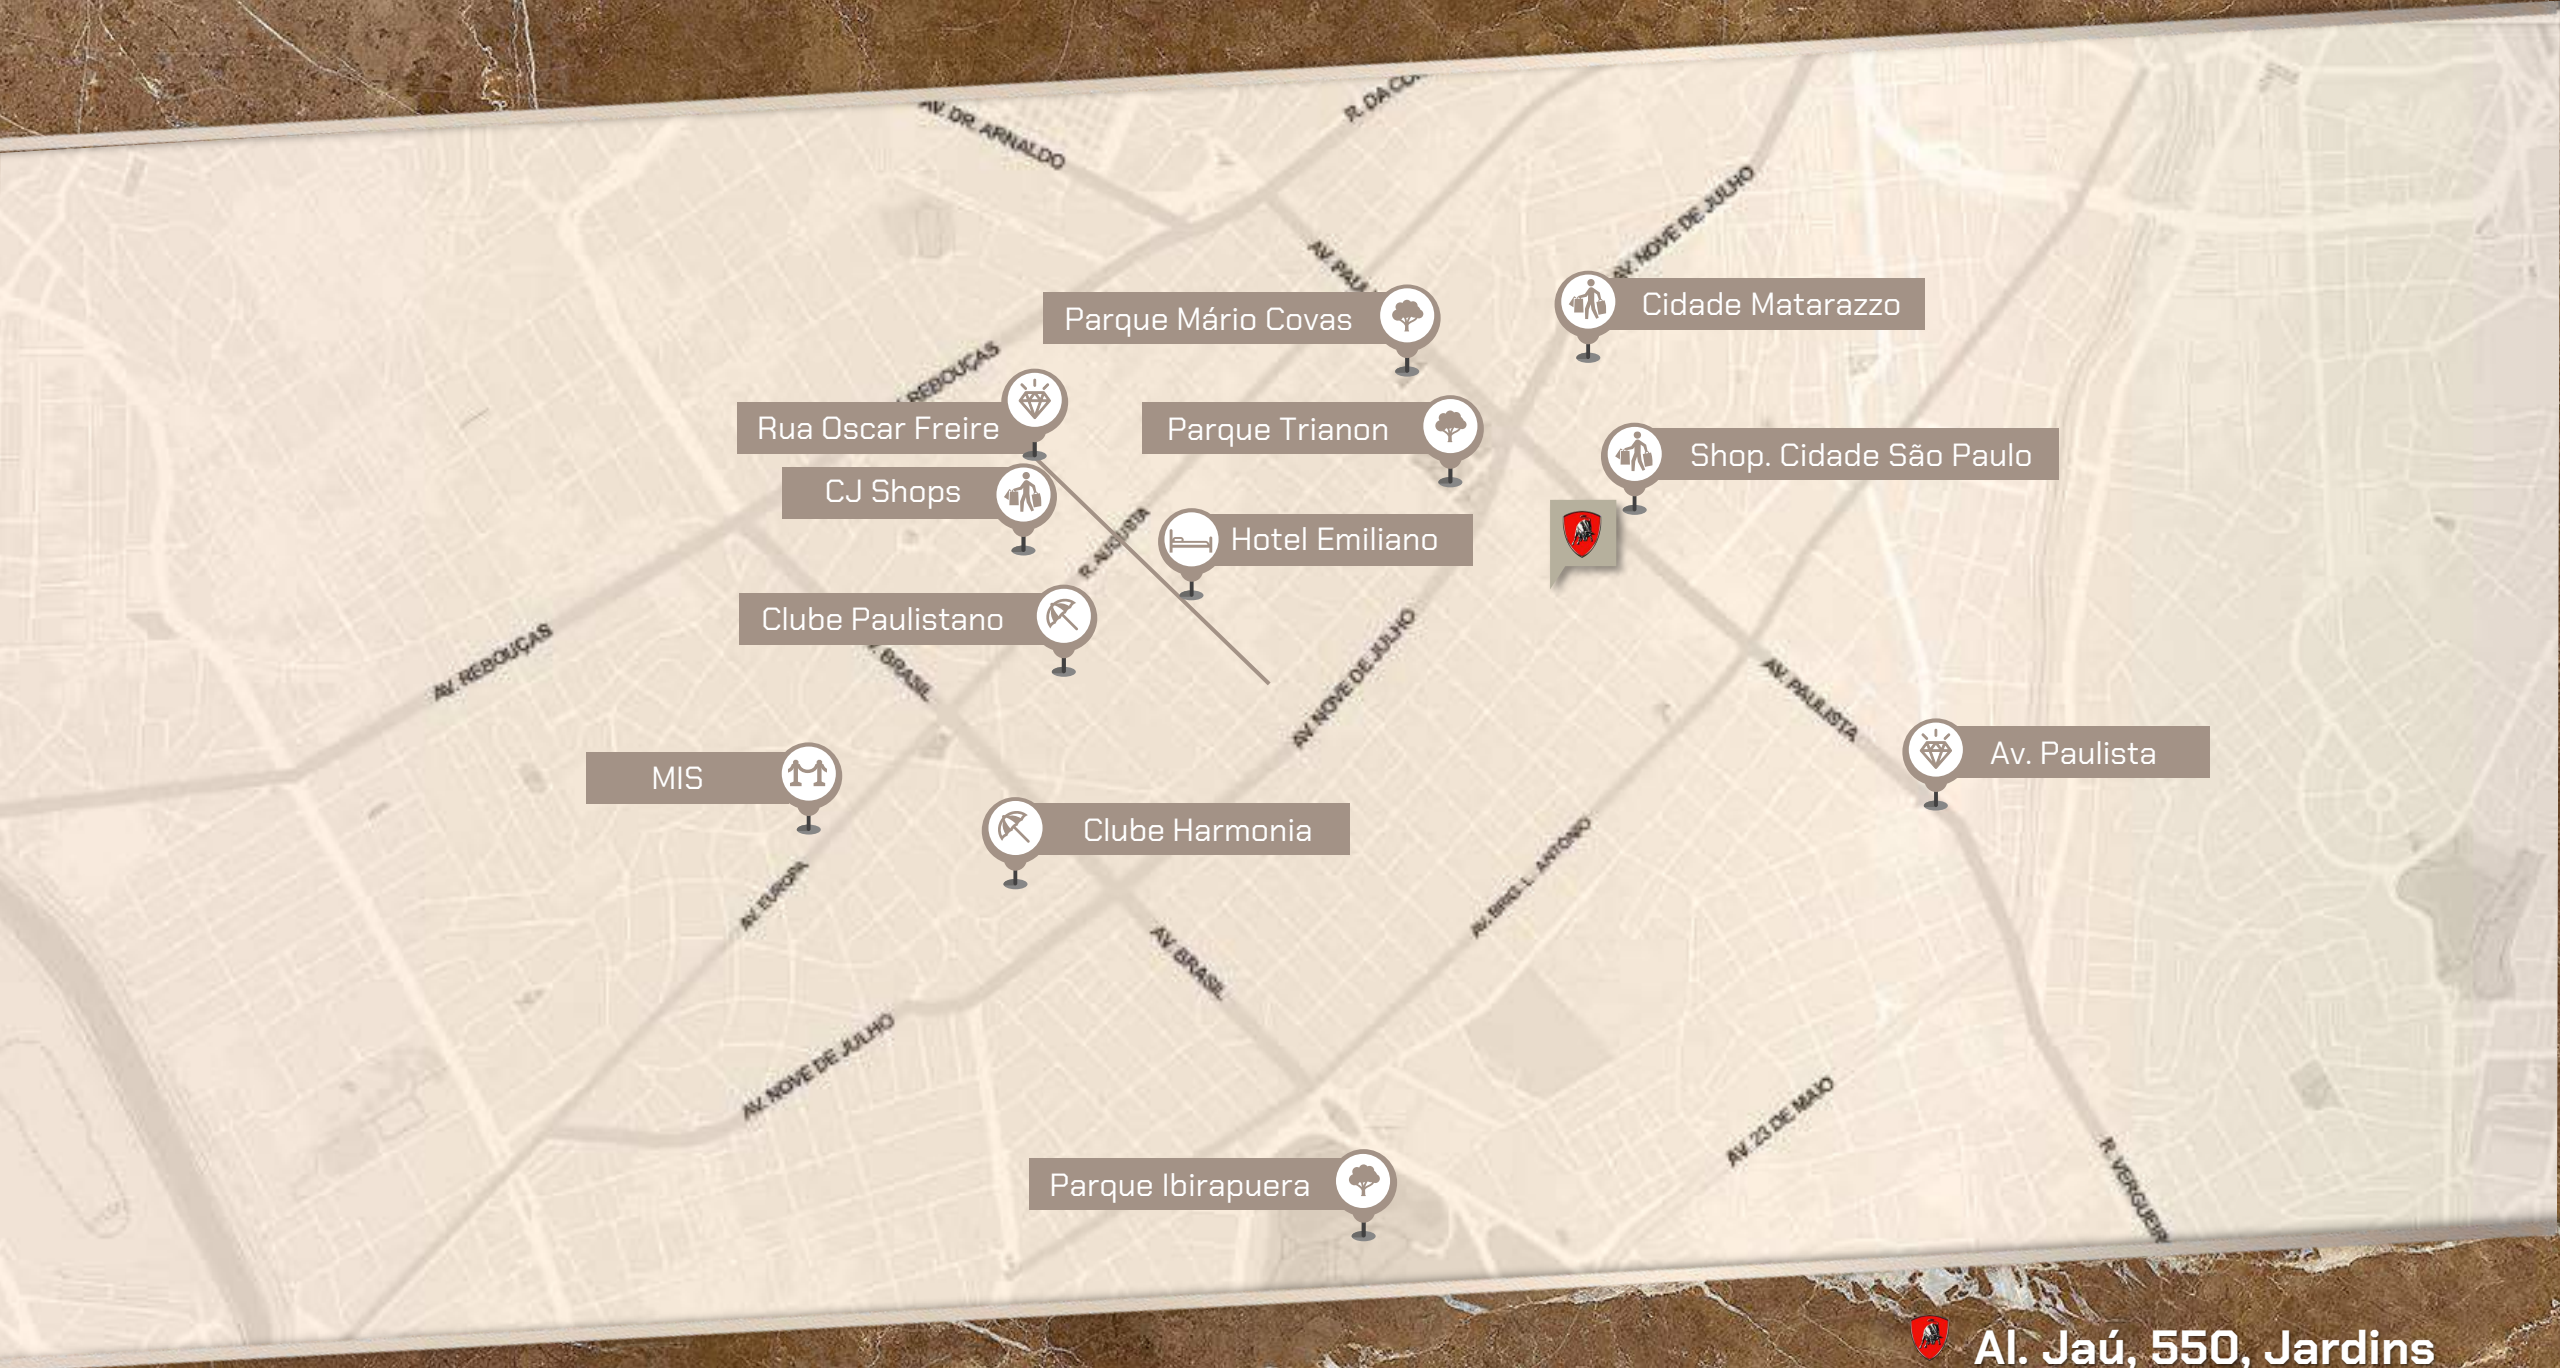 AV. DR. ARNALDO
R. DA CO
AV. NOVE DE JULHO
AV. PAUL
Parque Mário Covas
Cidade Matarazzo
REBOUÇAS
Rua Oscar Freire
Parque Trianon
Shop. Cidade São Paulo
CJ Shops
R. AUGUSTA
Hotel Emiliano
Clube Paulistano
AV. REBOUÇAS
. BRASIL
AV. NOVE DE JULHO
AV. PAULISTA
Av. Paulista
MIS
Clube Harmonia
AV. EUROPA
AV. BRIG. L. ANTONIO
AV. BRASIL
AV. NOVE DE JULHO
AV. 23 DE MAIO
Parque Ibirapuera
R. VERGUEIR
Al. Jaú, 550, Jardins